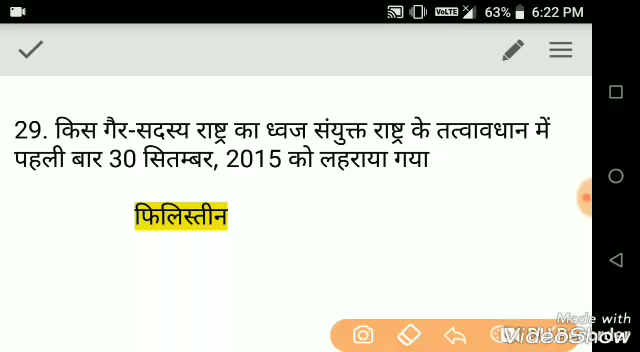 VoLTE 63% 6:22 PM
29. किस गैर-सदस्य राष्ट्र का ध्वज संयुक्त राष्ट्र के तत्वावधान में
पहली बार 30 सितम्बर, 2015 को लहराया गया
फिलिस्तीन
Made with
VideoShow